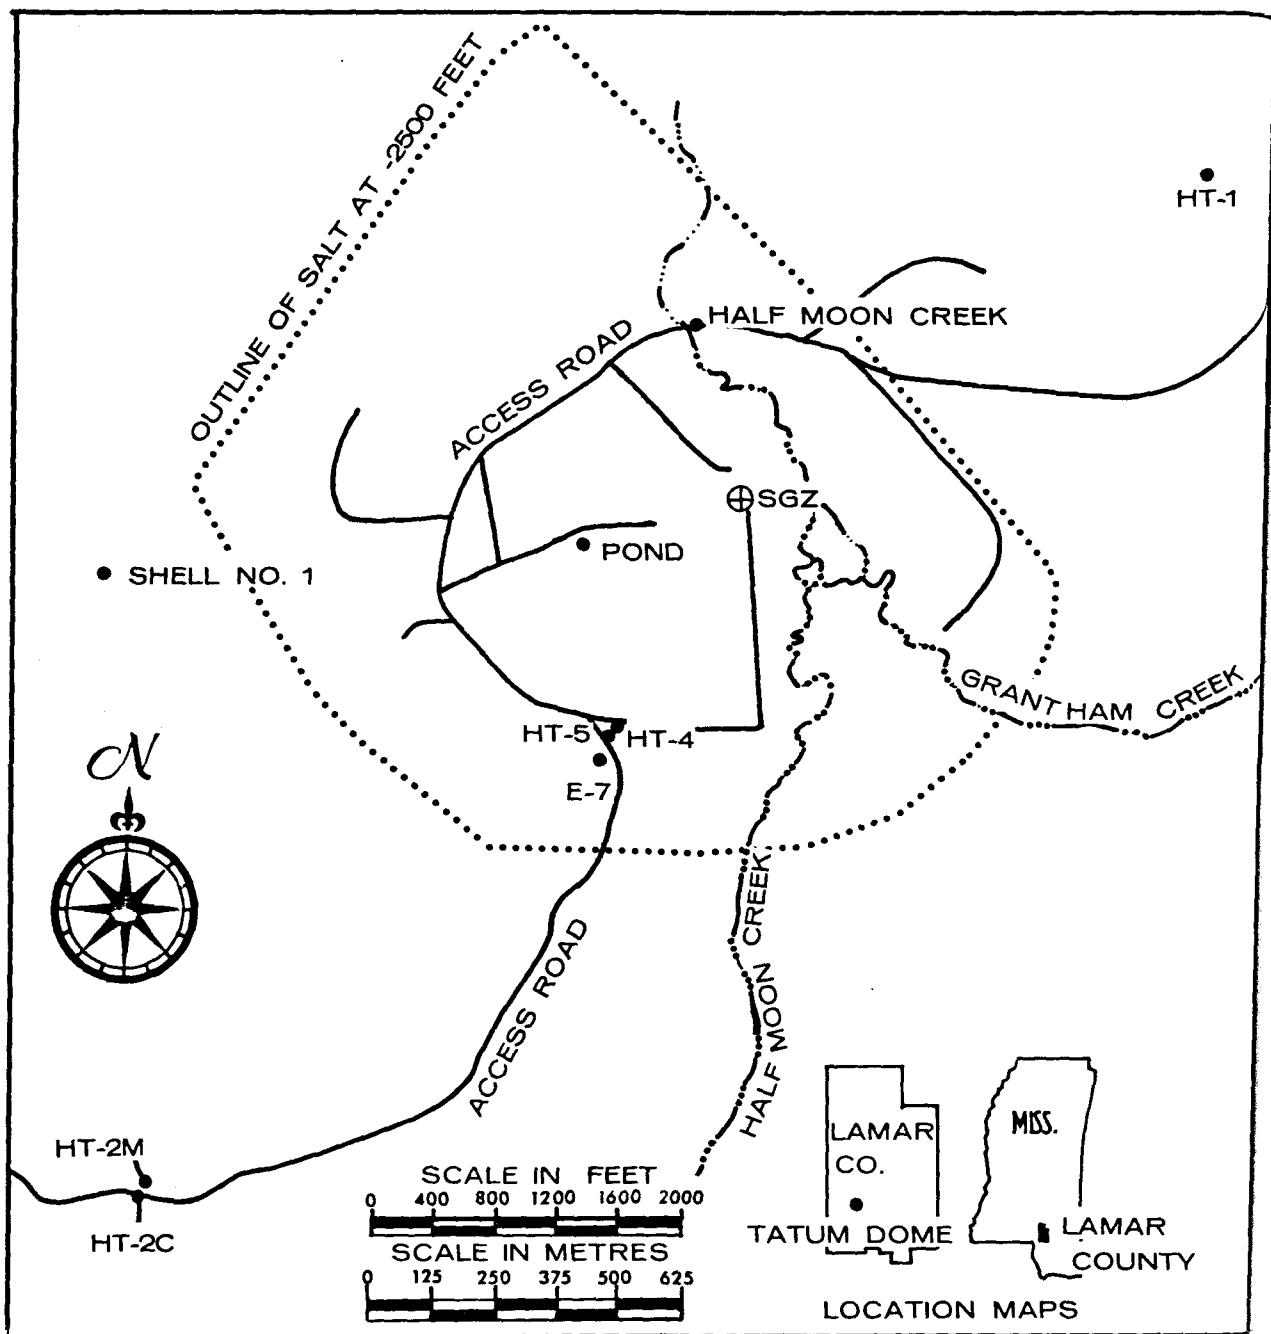 OUTLINE OF SALT AT -2500 FEET
HT-1
HALF MOON CREEK
ACCESS ROAD
SGZ
POND
SHELL NO. 1
GRANTHAM CREEK
HT-5
HT-4
E-7
N
HALF MOON CREEK
ACCESS ROAD
HT-2M
HT-2C
SCALE IN FEET
0 400 800 1200 1600 2000
SCALE IN METRES
0 125 250 375 500 625
LAMAR
CO.
TATUM DOME
MISS.
LAMAR
COUNTY
LOCATION MAPS